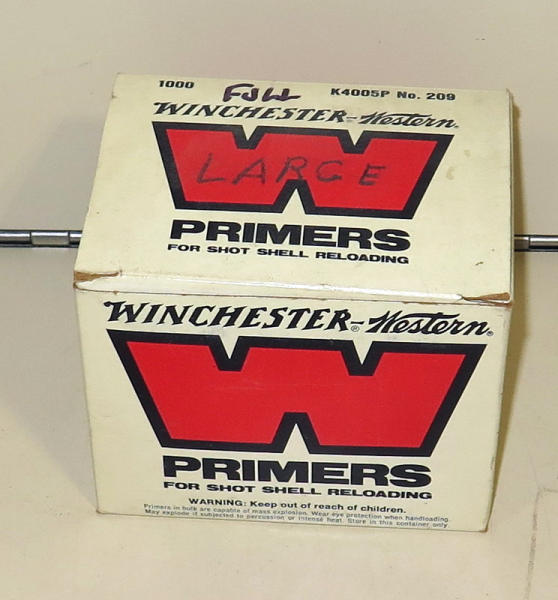 1000 FULL K4005P No. 209
WINCHESTER-Western.
LARGE
PRIMERS
FOR SHOT SHELL RELOADING
WINCHESTER®-Western®
W
PRIMERS
FOR SHOT SHELL RELOADING
WARNING: Keep out of reach of children.
Primers in bulk are capable of mass explosion. Wear eye protection when handloading.
May explode if subjected to percussion or intense heat. Store in this container only.